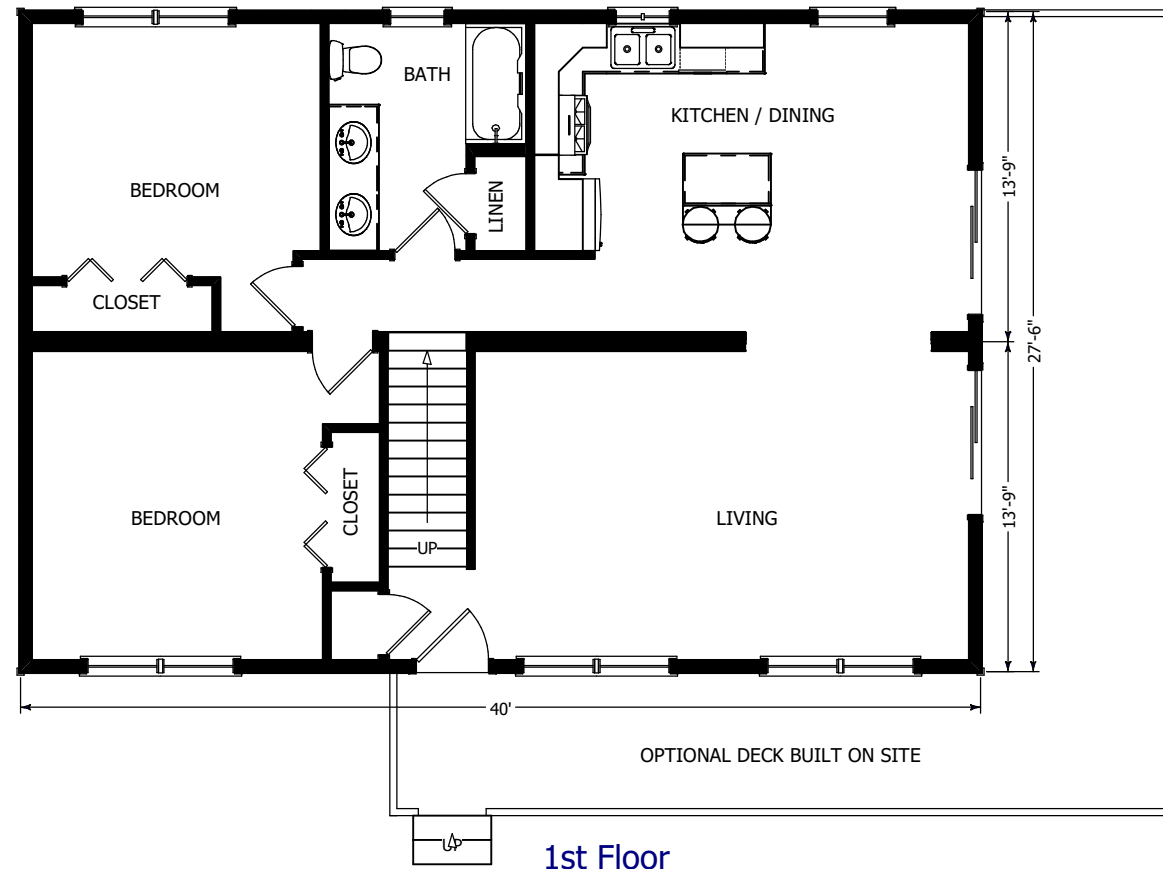 BATH
KITCHEN / DINING
BEDROOM
LINEN
13'-9"
CLOSET
27'-6"
BEDROOM
CLOSET
UP
LIVING
13'-9"
40'
OPTIONAL DECK BUILT ON SITE
UP
1st Floor